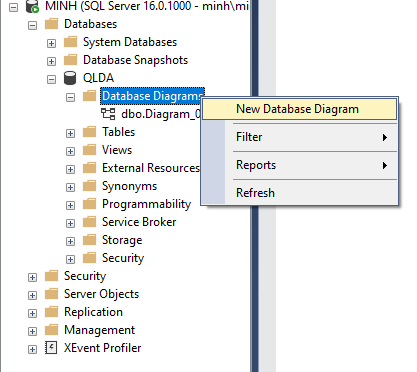 MINH (SQL Server 16.0.1000 - minh\mi
Databases
System Databases
Database Snapshots
QLDA
Database Diagrams
New Database Diagram
dbo.Diagram_0
Tables
Filter
Views
External Resources
Reports
Synonyms
Refresh
Programmability
Service Broker
Storage
Security
Security
Server Objects
Replication
Management
XEvent Profiler